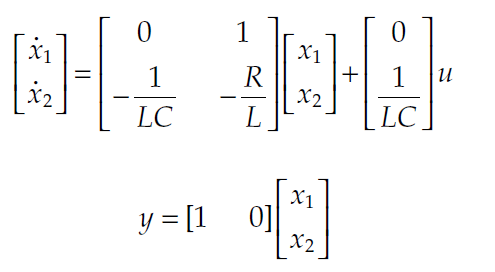 [ẋ₁ ẋ₂] = [0 1 −1/LC −R/L] [x₁ x₂] + [0 1/LC] u
y = [1 0] [x₁ x₂]